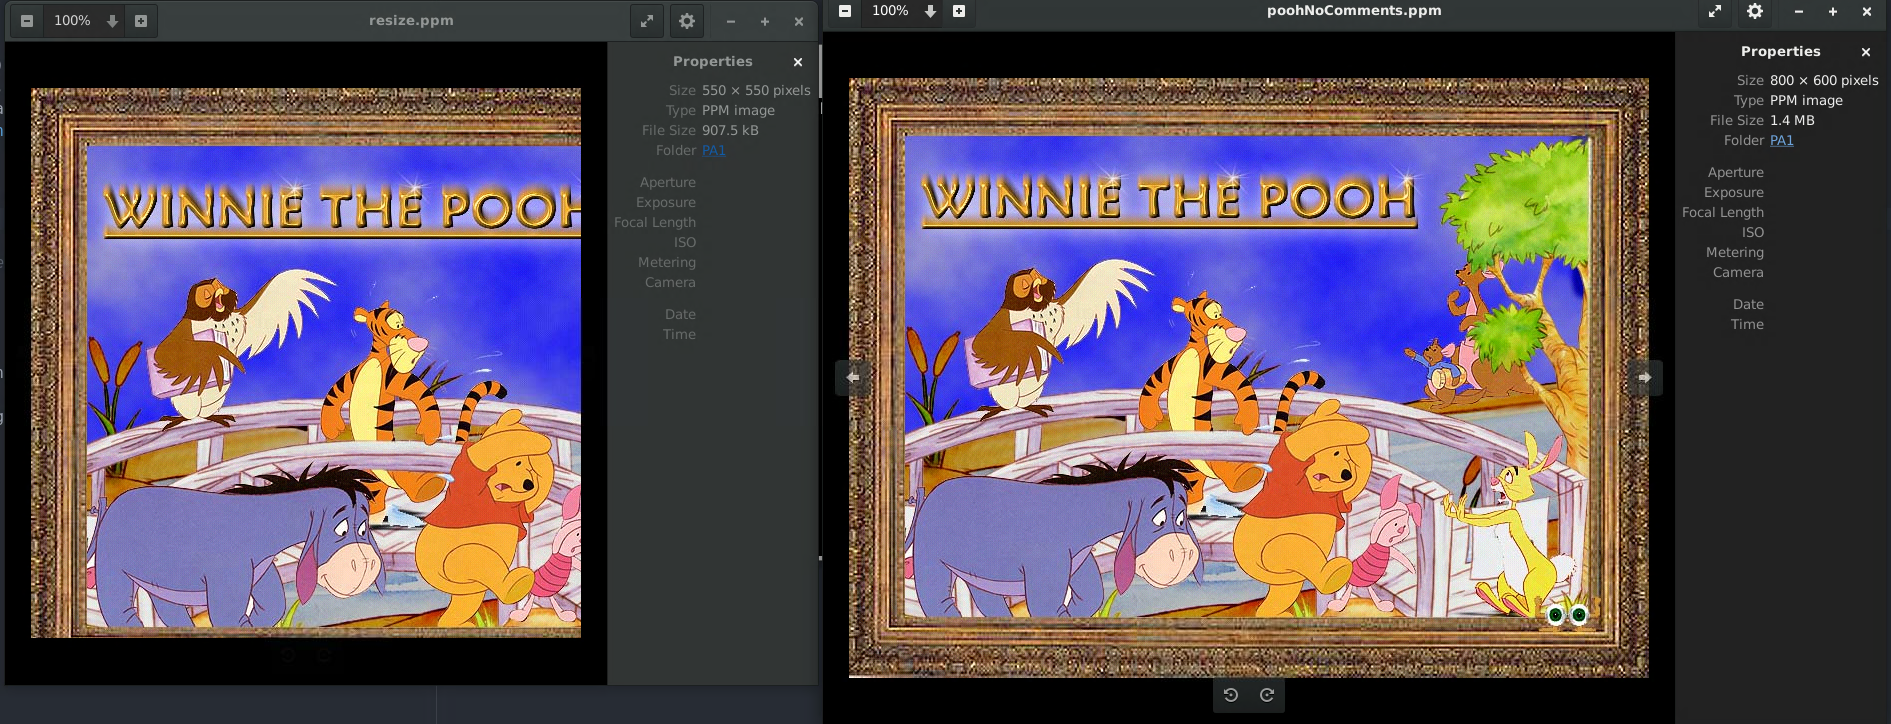 100%
resize.ppm
Properties
Size 550 × 550 pixels
Type PPM image
File Size 907.5 kB
Folder PA1
Aperture
Exposure
Focal Length
ISO
Metering
Camera
Date
Time
WINNIE THE POOH
100%
poohNoComments.ppm
Properties
Size 800 × 600 pixels
Type PPM image
File Size 1.4 MB
Folder PA1
Aperture
Exposure
Focal Length
ISO
Metering
Camera
Date
Time
WINNIE THE POOH